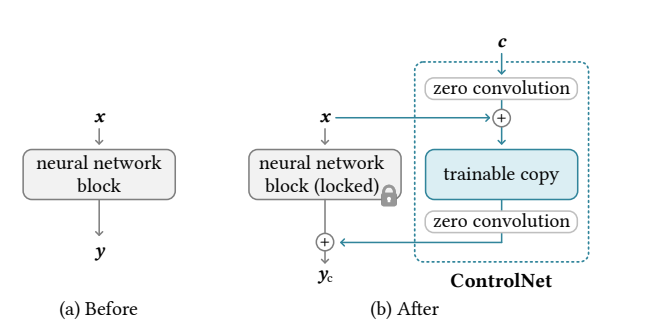 x
neural network
block
y
(a) Before
c
zero convolution
x
+
neural network
block (locked)
trainable copy
zero convolution
+
yc
ControlNet
(b) After